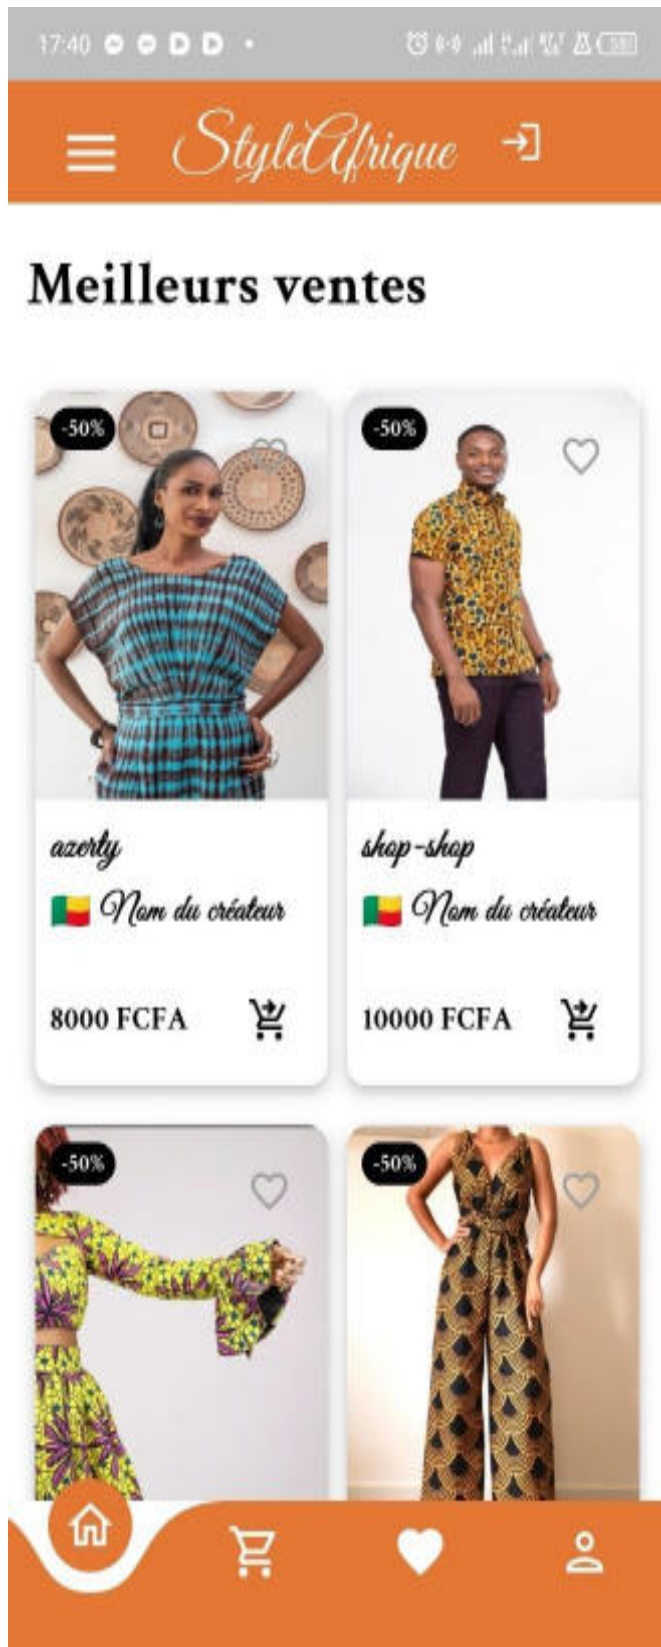 17:40
StyleAfrique
Meilleurs ventes
-50%
-50%
azerty
shop-shop
Nom du créateur
Nom du créateur
8000 FCFA
10000 FCFA
-50%
-50%